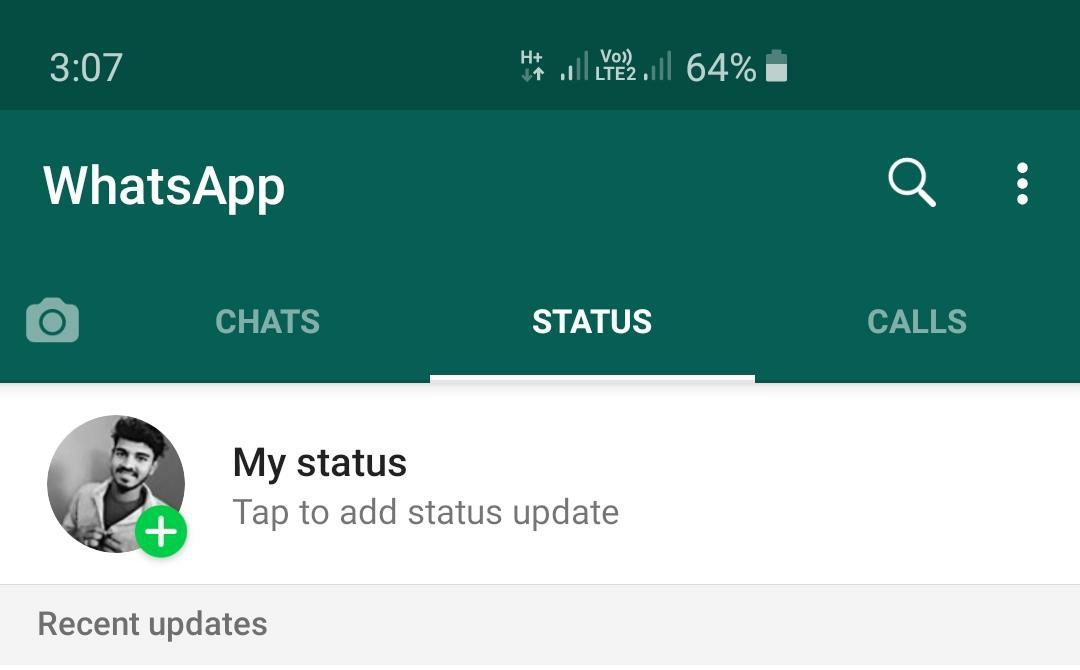 3:07 H+ Vo)) LTE2 64%
WhatsApp
CHATS STATUS CALLS
My status
Tap to add status update
Recent updates